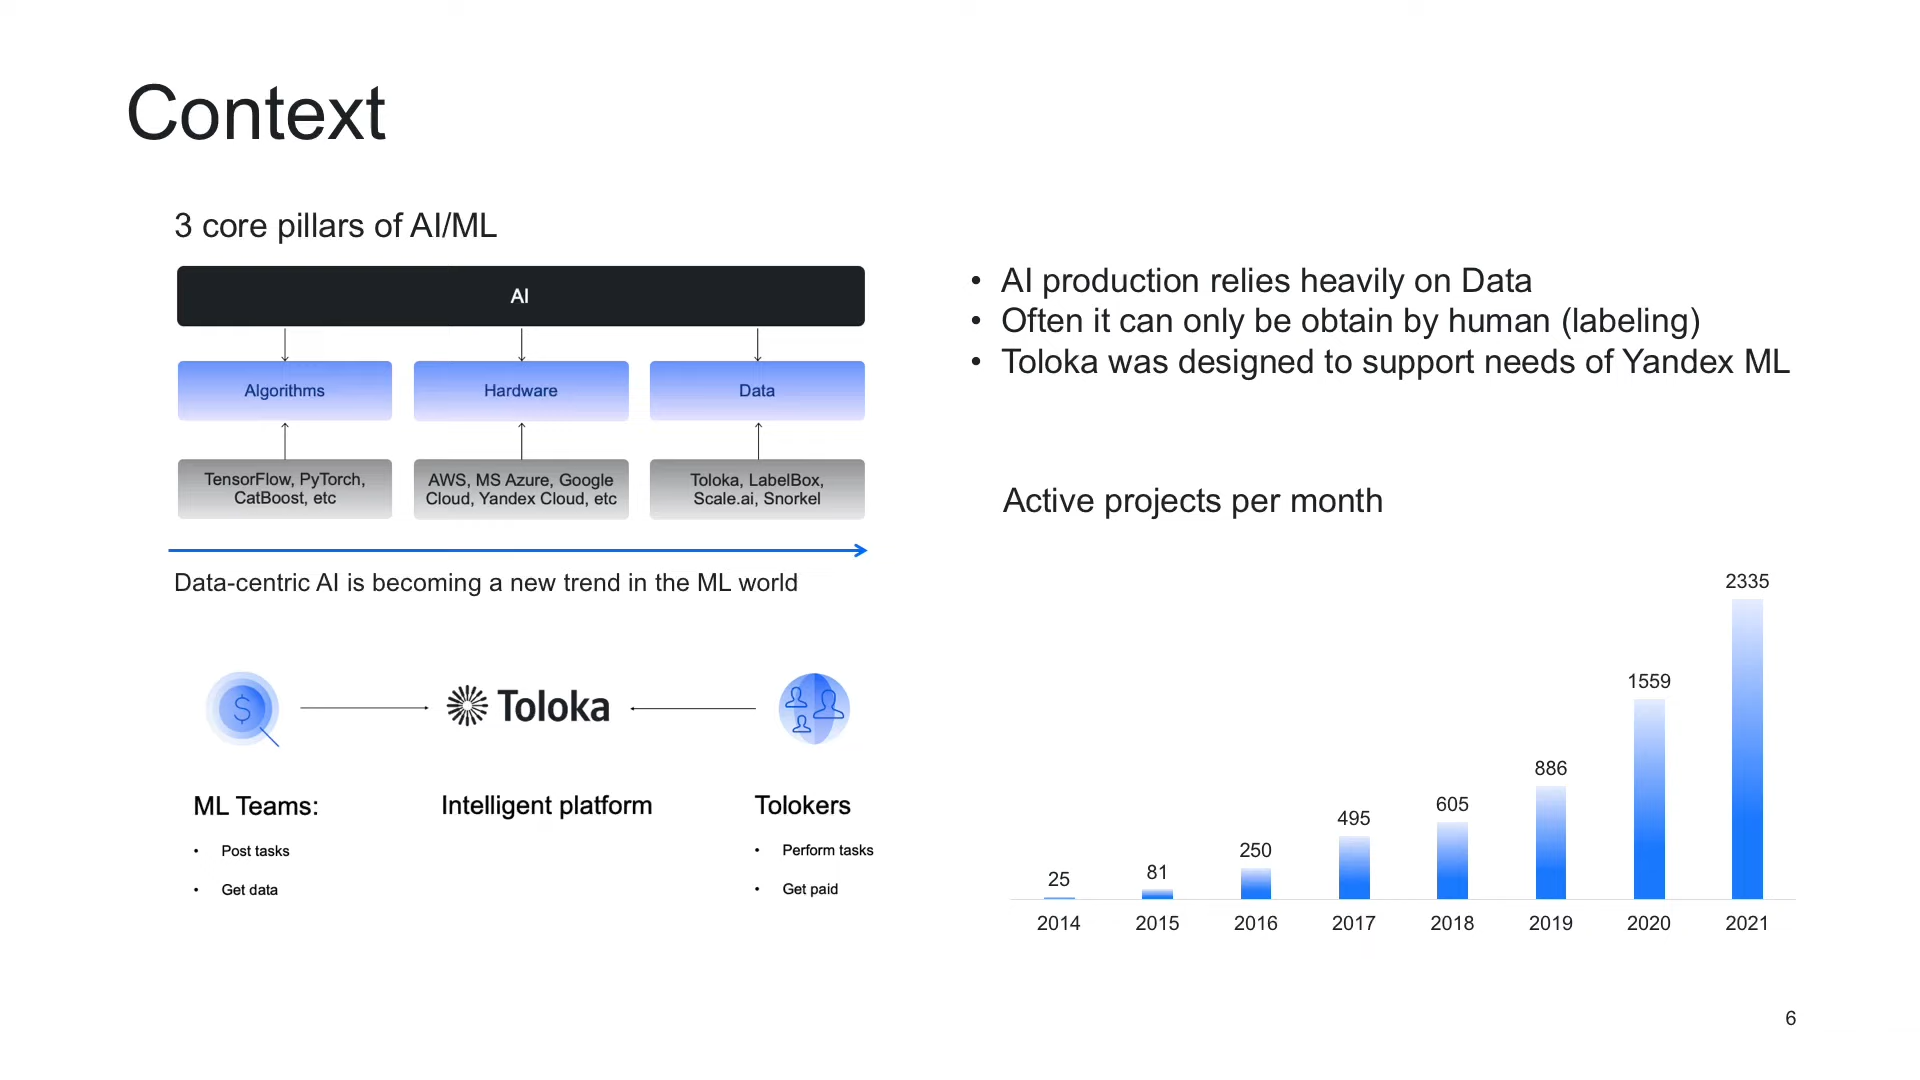 Context
3 core pillars of AI/ML
AI
Algorithms
Hardware
Data
TensorFlow, PyTorch,
CatBoost, etc
AWS, MS Azure, Google
Cloud, Yandex Cloud, etc
Toloka, LabelBox,
Scale.ai, Snorkel
Data-centric AI is becoming a new trend in the ML world
$
Toloka
ML Teams:
• Post tasks
• Get data
Intelligent platform
Tolokers
• Perform tasks
• Get paid
• AI production relies heavily on Data
• Often it can only be obtain by human (labeling)
• Toloka was designed to support needs of Yandex ML
Active projects per month
25
81
250
495
605
886
1559
2335
2014
2015
2016
2017
2018
2019
2020
2021
6